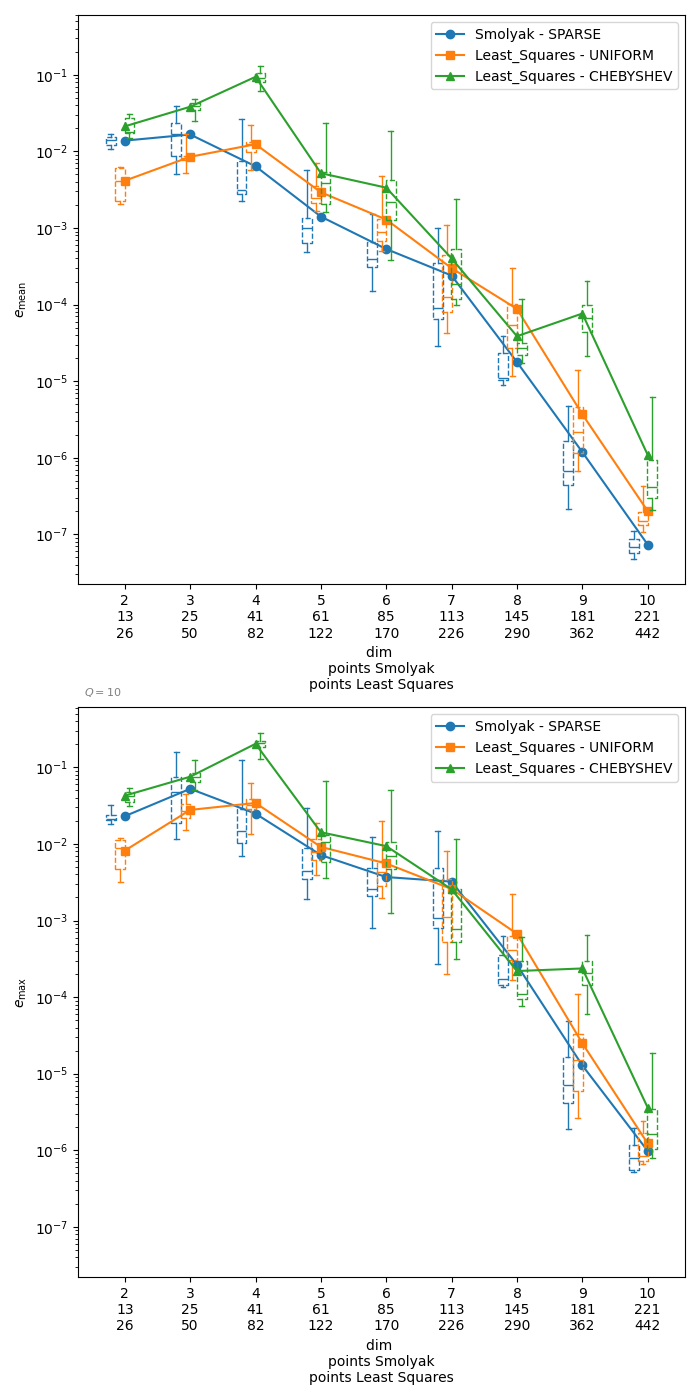 Smolyak - SPARSE
Least_Squares - UNIFORM
Least_Squares - CHEBYSHEV
10⁻¹
10⁻²
10⁻³
10⁻⁴
10⁻⁵
10⁻⁶
10⁻⁷
e_mean
2 3 4 5 6 7 8 9 10
13 25 41 61 85 113 145 181 221
26 50 82 122 170 226 290 362 442
dim
points Smolyak
points Least Squares
Q = 10
Smolyak - SPARSE
Least_Squares - UNIFORM
Least_Squares - CHEBYSHEV
10⁻¹
10⁻²
10⁻³
10⁻⁴
10⁻⁵
10⁻⁶
10⁻⁷
e_max
2 3 4 5 6 7 8 9 10
13 25 41 61 85 113 145 181 221
26 50 82 122 170 226 290 362 442
dim
points Smolyak
points Least Squares